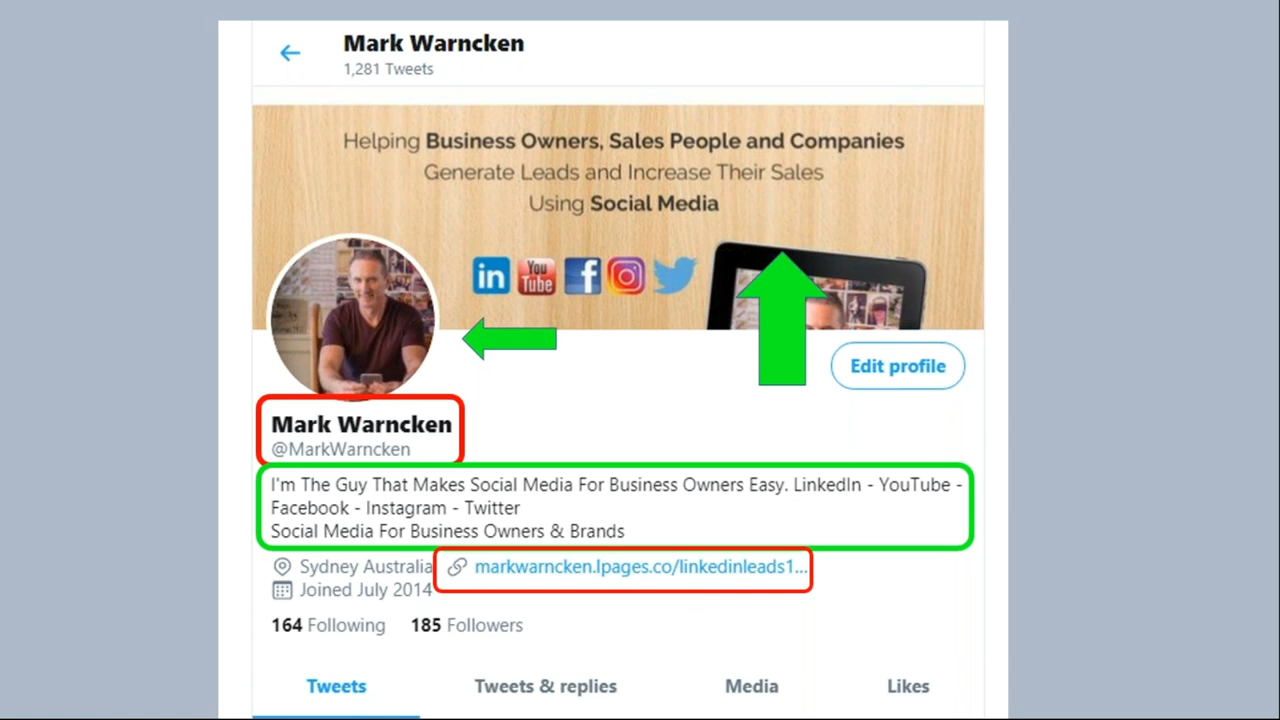 Mark Warncken
1,281 Tweets
Helping Business Owners, Sales People and Companies
Generate Leads and Increase Their Sales
Using Social Media
in You Tube f
Mark Warncken
@MarkWarncken
Edit profile
I'm The Guy That Makes Social Media For Business Owners Easy. LinkedIn - YouTube -
Facebook - Instagram - Twitter
Social Media For Business Owners & Brands
Sydney Australia markwarncken.lpages.co/linkedinleads1...
Joined July 2014
164 Following 185 Followers
Tweets Tweets & replies Media Likes